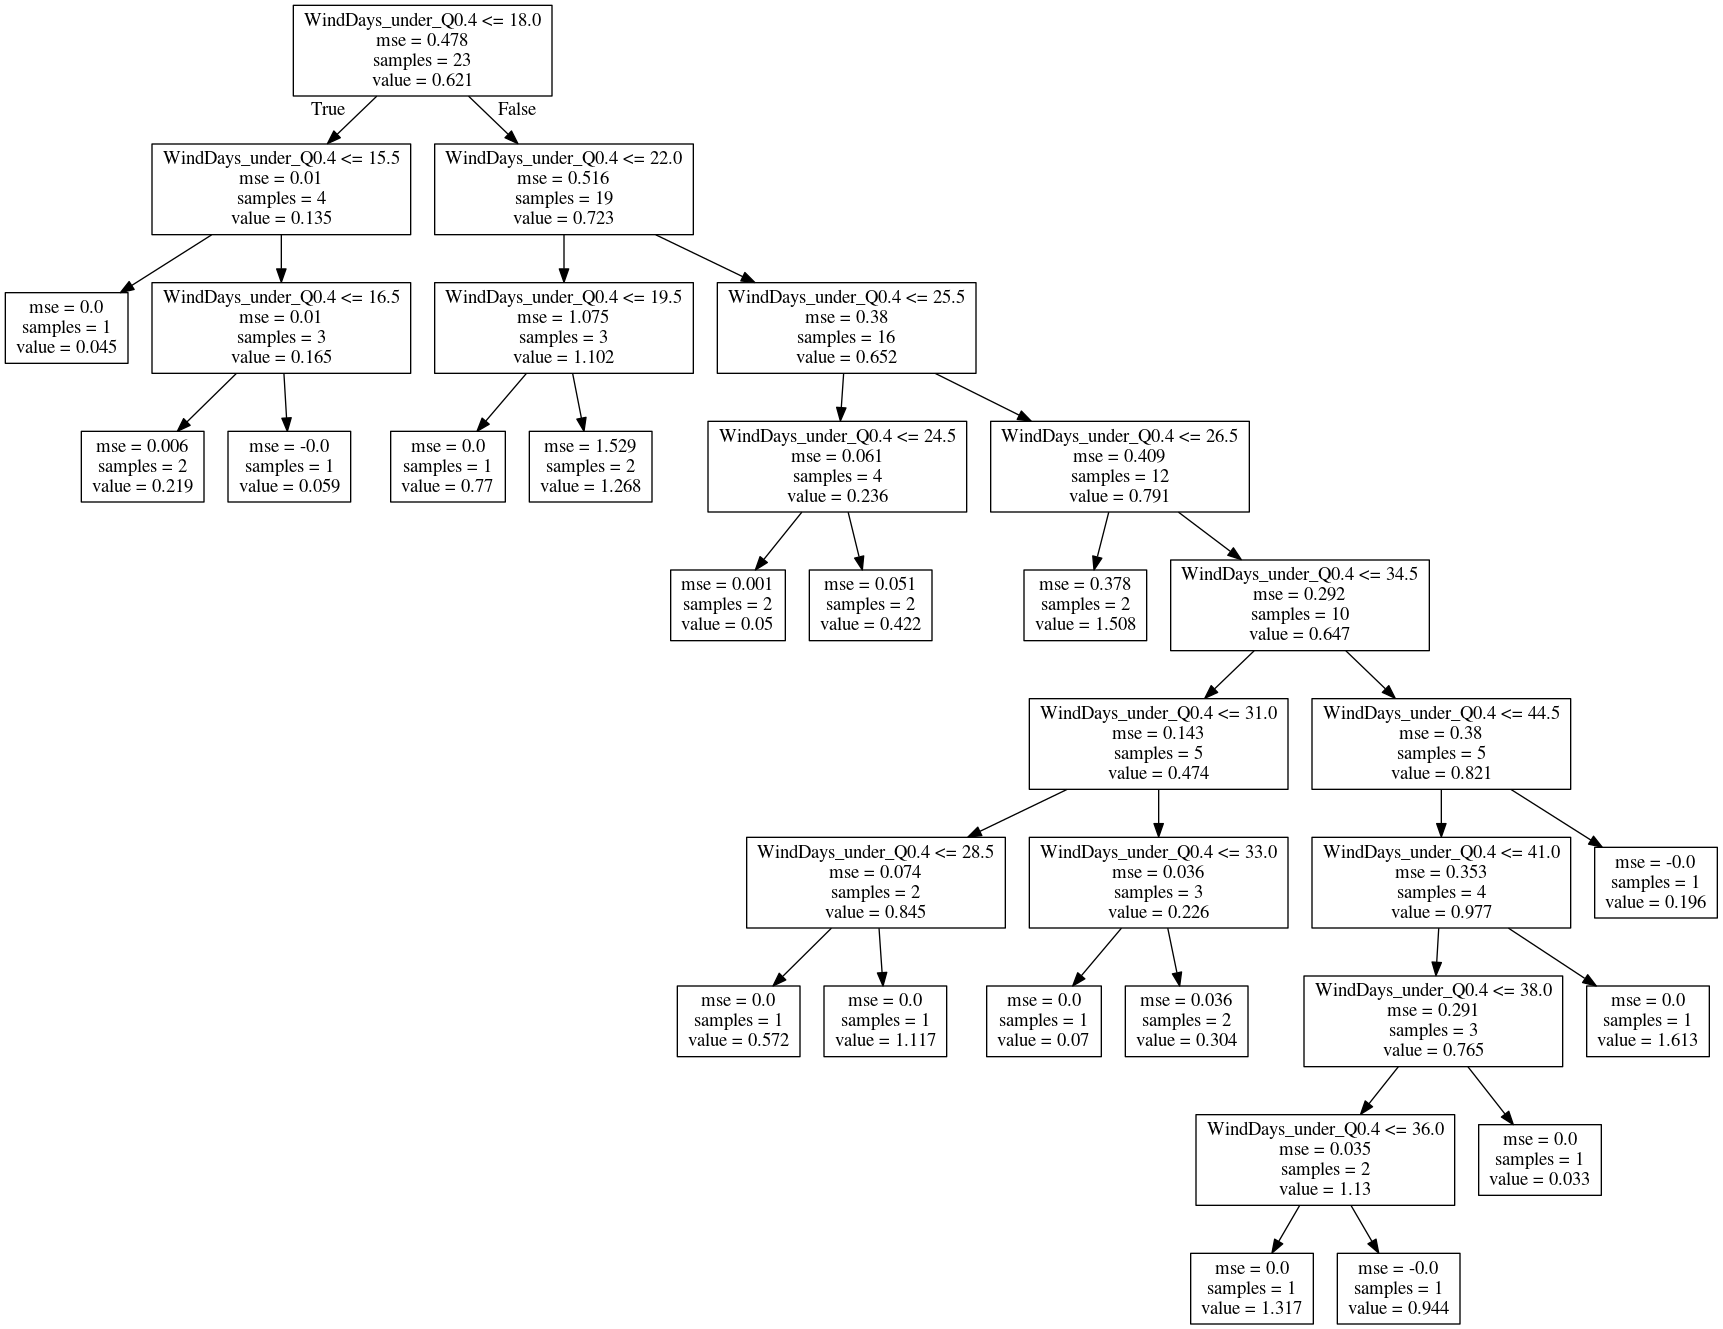 WindDays_under_Q0.4 <= 18.0
mse = 0.478
samples = 23
value = 0.621
True
False
WindDays_under_Q0.4 <= 15.5
mse = 0.01
samples = 4
value = 0.135
WindDays_under_Q0.4 <= 22.0
mse = 0.516
samples = 19
value = 0.723
mse = 0.0
samples = 1
value = 0.045
WindDays_under_Q0.4 <= 16.5
mse = 0.01
samples = 3
value = 0.165
WindDays_under_Q0.4 <= 19.5
mse = 1.075
samples = 3
value = 1.102
WindDays_under_Q0.4 <= 25.5
mse = 0.38
samples = 16
value = 0.652
mse = 0.006
samples = 2
value = 0.219
mse = -0.0
samples = 1
value = 0.059
mse = 0.0
samples = 1
value = 0.77
mse = 1.529
samples = 2
value = 1.268
WindDays_under_Q0.4 <= 24.5
mse = 0.061
samples = 4
value = 0.236
WindDays_under_Q0.4 <= 26.5
mse = 0.409
samples = 12
value = 0.791
mse = 0.001
samples = 2
value = 0.05
mse = 0.051
samples = 2
value = 0.422
mse = 0.378
samples = 2
value = 1.508
WindDays_under_Q0.4 <= 34.5
mse = 0.292
samples = 10
value = 0.647
WindDays_under_Q0.4 <= 31.0
mse = 0.143
samples = 5
value = 0.474
WindDays_under_Q0.4 <= 44.5
mse = 0.38
samples = 5
value = 0.821
WindDays_under_Q0.4 <= 28.5
mse = 0.074
samples = 2
value = 0.845
WindDays_under_Q0.4 <= 33.0
mse = 0.036
samples = 3
value = 0.226
WindDays_under_Q0.4 <= 41.0
mse = 0.353
samples = 4
value = 0.977
mse = -0.0
samples = 1
value = 0.196
mse = 0.0
samples = 1
value = 0.572
mse = 0.0
samples = 1
value = 1.117
mse = 0.0
samples = 1
value = 0.07
mse = 0.036
samples = 2
value = 0.304
WindDays_under_Q0.4 <= 38.0
mse = 0.291
samples = 3
value = 0.765
mse = 0.0
samples = 1
value = 1.613
WindDays_under_Q0.4 <= 36.0
mse = 0.035
samples = 2
value = 1.13
mse = 0.0
samples = 1
value = 0.033
mse = 0.0
samples = 1
value = 1.317
mse = -0.0
samples = 1
value = 0.944